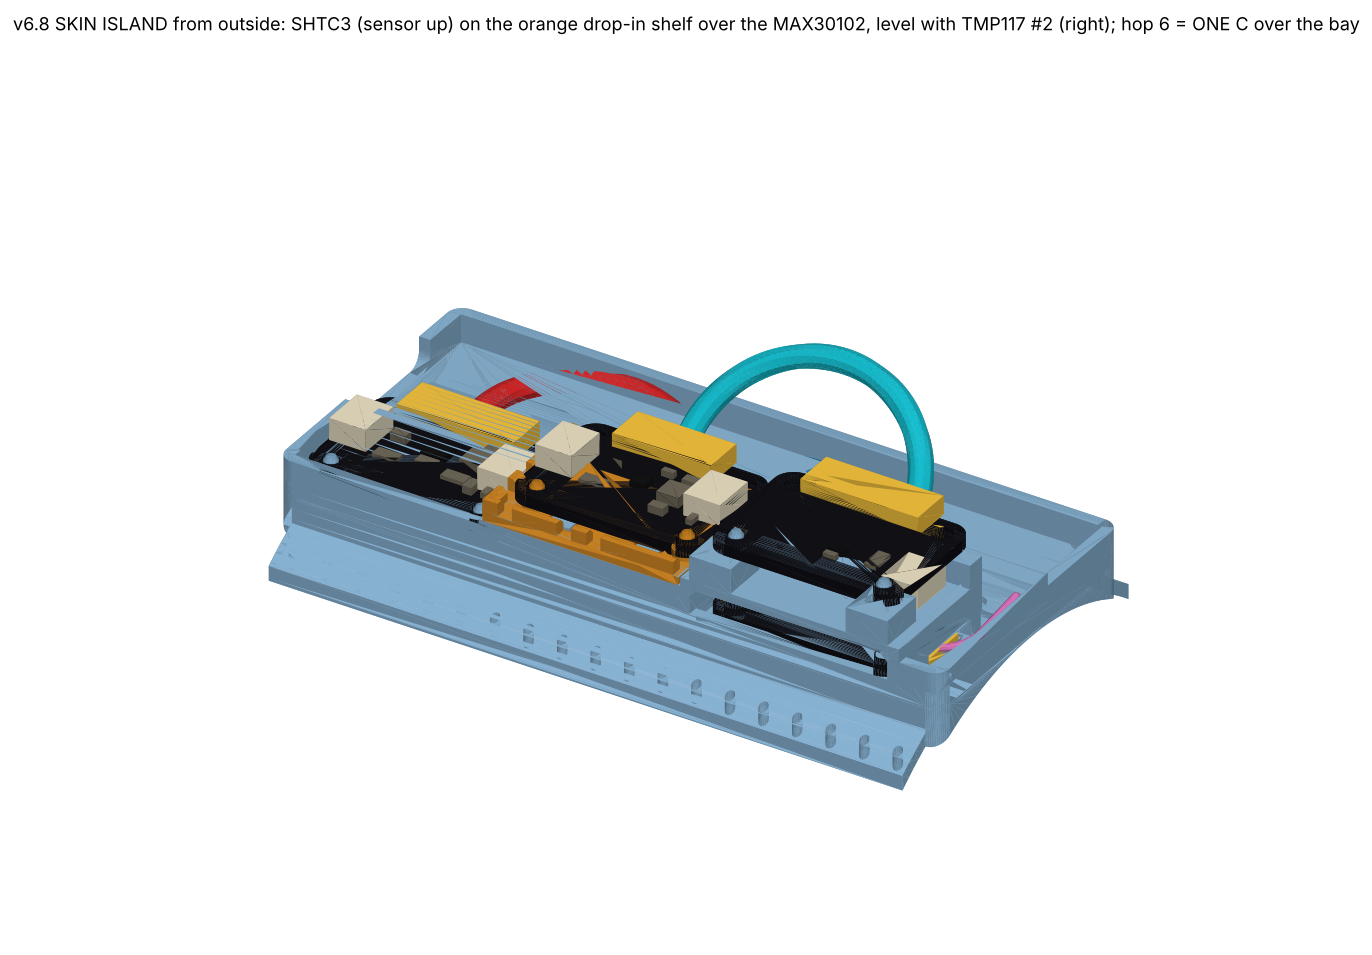 v6.8 SKIN ISLAND from outside: SHTC3 (sensor up) on the orange drop-in shelf over the MAX30102, level with TMP117 #2 (right); hop 6 = ONE C over the bay